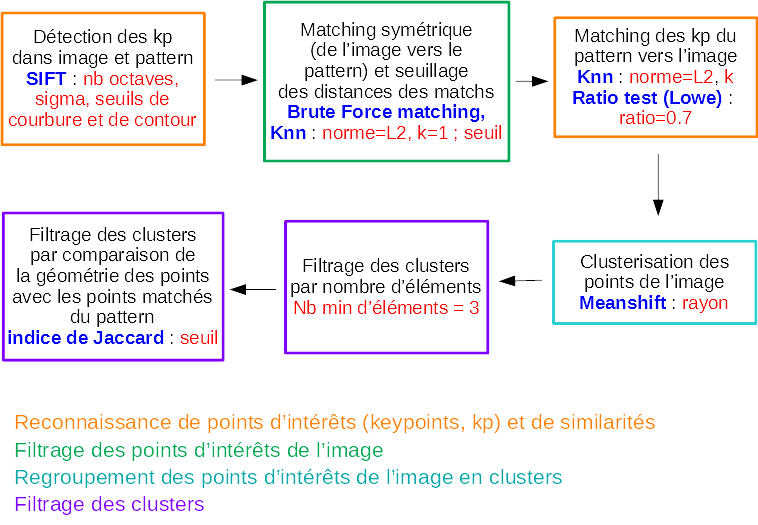 Détection des kp
dans image et pattern
SIFT : nb octaves,
sigma, seuils de
courbure et de contour
Matching symétrique
(de l'image vers le
pattern) et seuillage
des distances des matchs
Brute Force matching,
Knn : norme=L2, k=1 ; seuil
Matching des kp du
pattern vers l'image
Knn : norme=L2, k
Ratio test (Lowe) :
ratio=0.7
Clusterisation des
points de l'image
Meanshift : rayon
Filtrage des clusters
par nombre d'éléments
Nb min d'éléments = 3
Filtrage des clusters
par comparaison de
la géométrie des points
avec les points matchés
du pattern
indice de Jaccard : seuil
Reconnaissance de points d'intérêts (keypoints, kp) et de similarités
Filtrage des points d'intérêts de l'image
Regroupement des points d'intérêts de l'image en clusters
Filtrage des clusters